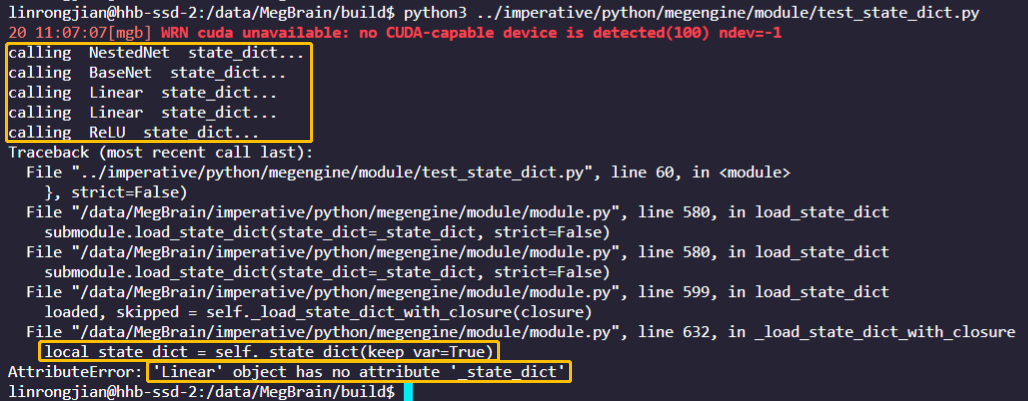 linrongjian@hhb-ssd-2:/data/MegBrain/build$ python3 ../imperative/python/megengine/module/test_state_dict.py
20 11:07:07[mgb] WRN cuda unavailable: no CUDA-capable device is detected(100) ndev=-1
calling  NestedNet  state_dict...
calling  BaseNet  state_dict...
calling  Linear  state_dict...
calling  Linear  state_dict...
calling  ReLU  state_dict...
Traceback (most recent call last):
  File "../imperative/python/megengine/module/test_state_dict.py", line 60, in <module>
    }, strict=False)
  File "/data/MegBrain/imperative/python/megengine/module/module.py", line 580, in load_state_dict
    submodule.load_state_dict(state_dict=_state_dict, strict=False)
  File "/data/MegBrain/imperative/python/megengine/module/module.py", line 580, in load_state_dict
    submodule.load_state_dict(state_dict=_state_dict, strict=False)
  File "/data/MegBrain/imperative/python/megengine/module/module.py", line 599, in load_state_dict
    loaded, skipped = self._load_state_dict_with_closure(closure)
  File "/data/MegBrain/imperative/python/megengine/module/module.py", line 632, in _load_state_dict_with_closure
    local_state_dict = self._state_dict(keep_var=True)
AttributeError: 'Linear' object has no attribute '_state_dict'
linrongjian@hhb-ssd-2:/data/MegBrain/build$